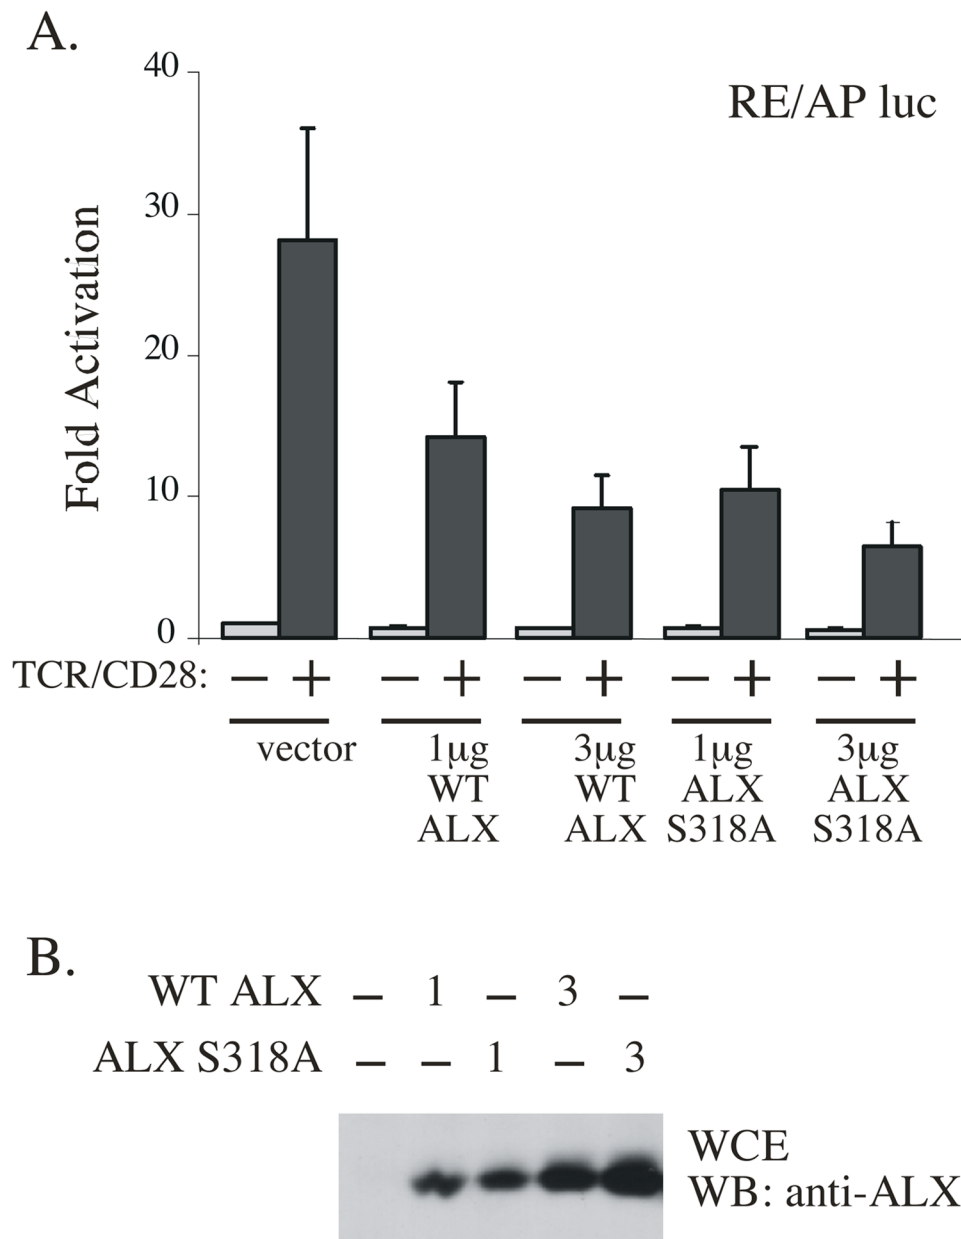 A.
RE/AP luc
Fold Activation
40
30
20
10
0
TCR/CD28: – + – + – + – + – +
vector 1µg 3µg 1µg 3µg
WT WT ALX ALX
ALX ALX S318A S318A
B.
WT ALX – 1 – 3 –
ALX S318A – – 1 – 3
WCE
WB: anti-ALX